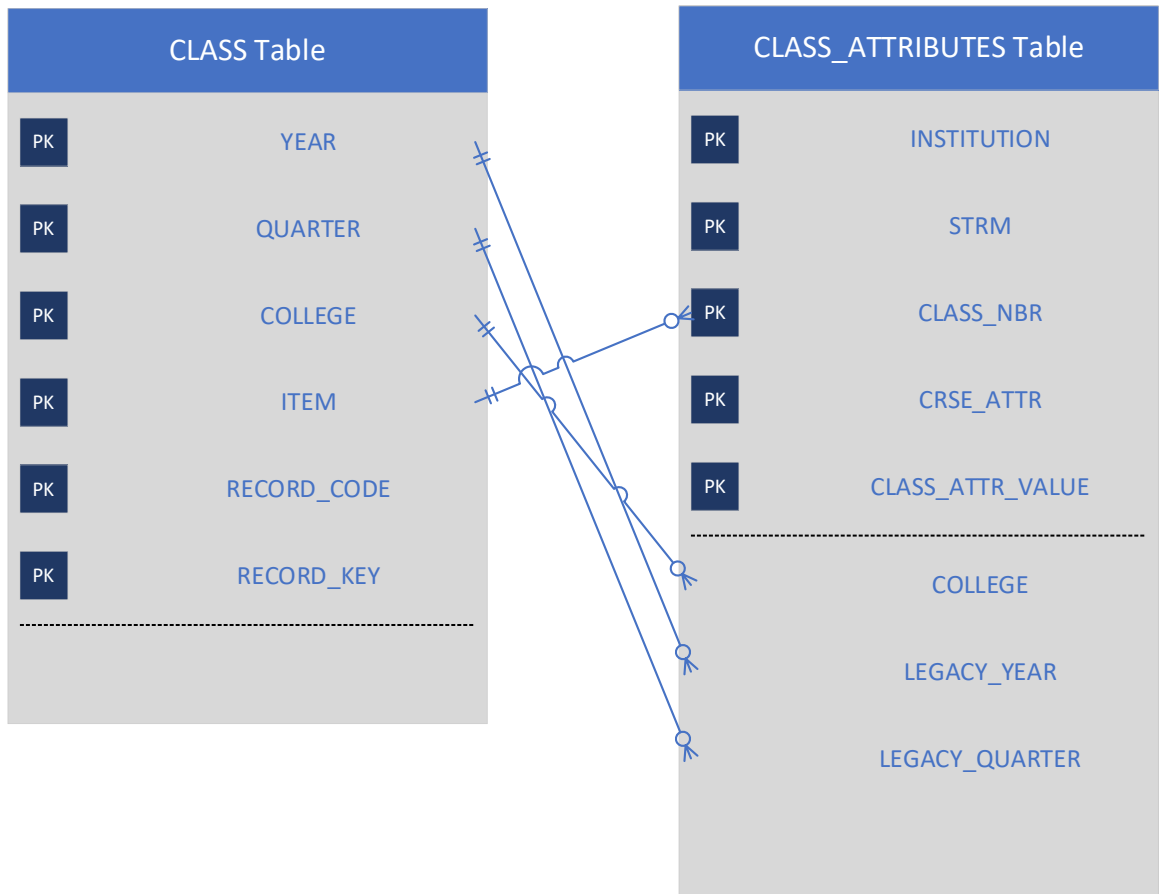 CLASS Table
PK YEAR
PK QUARTER
PK COLLEGE
PK ITEM
PK RECORD_CODE
PK RECORD_KEY
CLASS_ATTRIBUTES Table
PK INSTITUTION
PK STRM
PK CLASS_NBR
PK CRSE_ATTR
PK CLASS_ATTR_VALUE
COLLEGE
LEGACY_YEAR
LEGACY_QUARTER